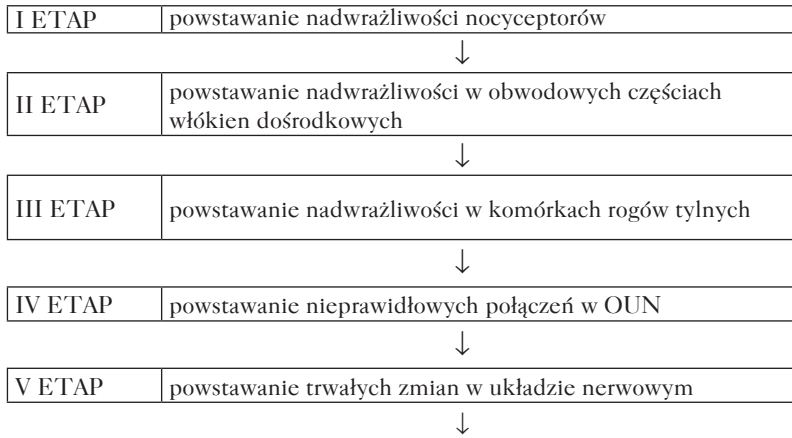 I ETAP powstawanie nadwrażliwości nocyceptorów
↓
II ETAP powstawanie nadwrażliwości w obwodowych częściach
włókien dośrodkowych
↓
III ETAP powstawanie nadwrażliwości w komórkach rogów tylnych
↓
IV ETAP powstawanie nieprawidłowych połączeń w OUN
↓
V ETAP powstawanie trwałych zmian w układzie nerwowym
↓